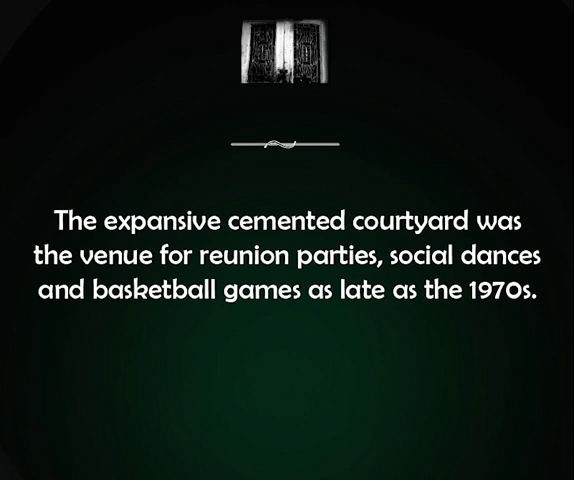 The expansive cemented courtyard was
the venue for reunion parties, social dances
and basketball games as late as the 1970s.